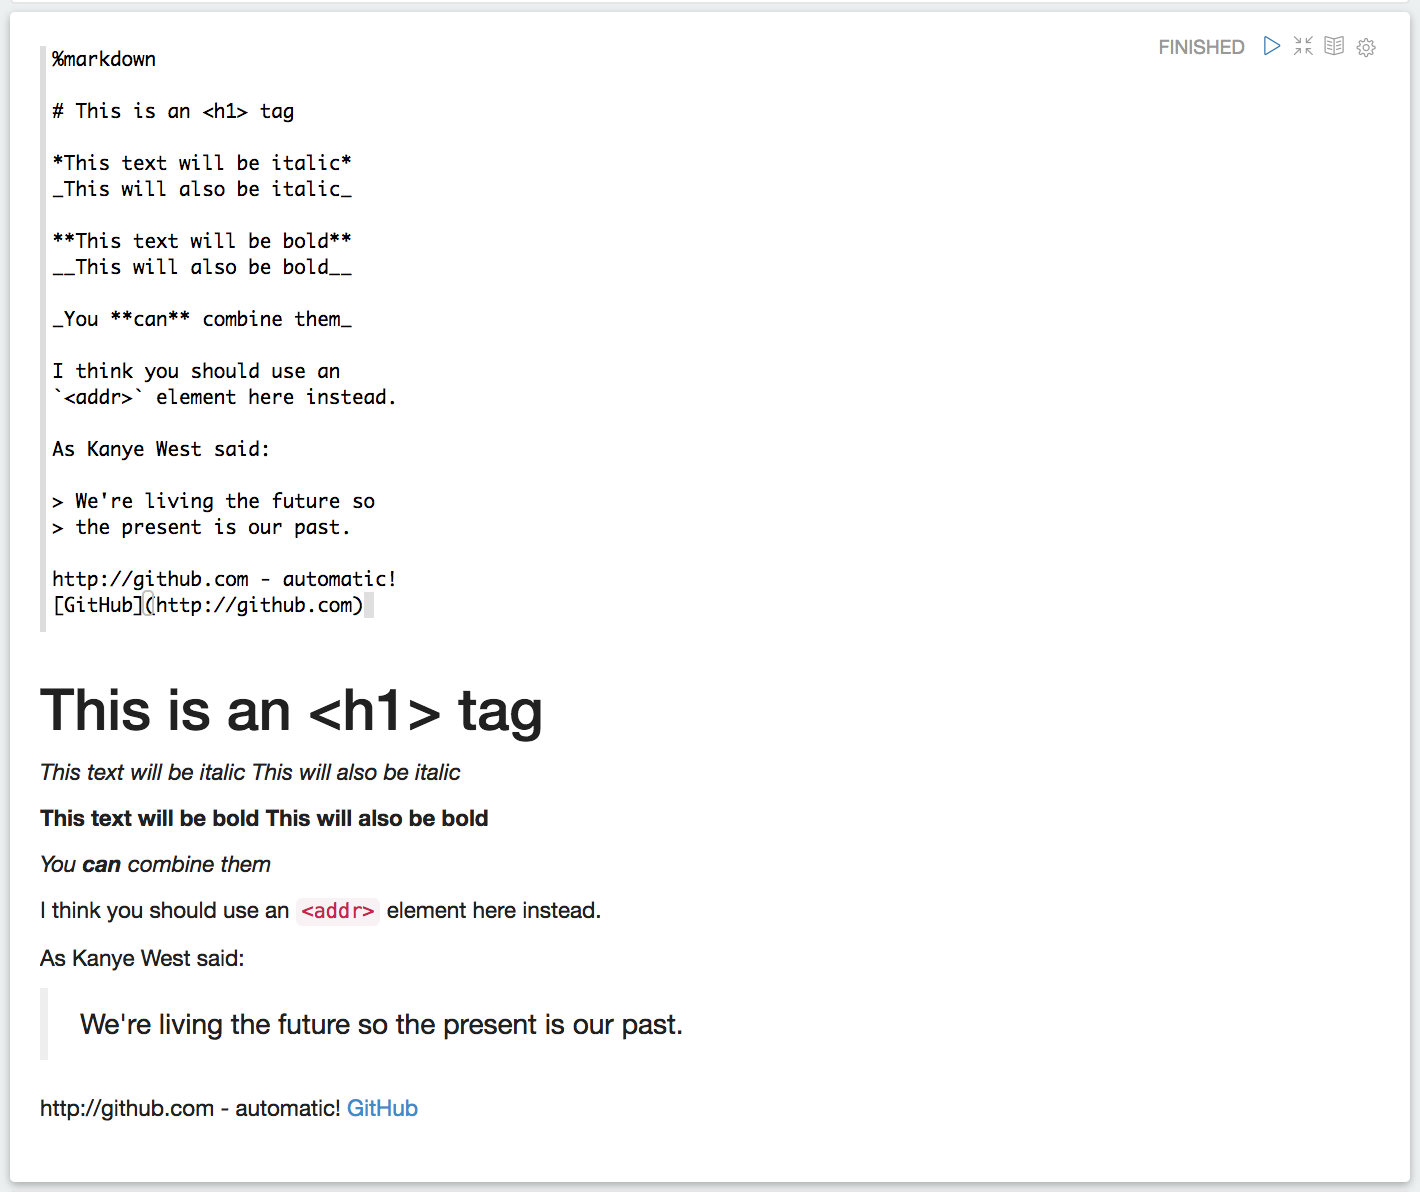 %markdown
FINISHED
# This is an <h1> tag
*This text will be italic*
_This will also be italic_
**This text will be bold**
__This will also be bold__
_You **can** combine them_
I think you should use an
`<addr>` element here instead.
As Kanye West said:
> We're living the future so
> the present is our past.
http://github.com - automatic!
[GitHub](http://github.com)
This is an <h1> tag
This text will be italic This will also be italic
This text will be bold This will also be bold
You can combine them
I think you should use an <addr> element here instead.
As Kanye West said:
We're living the future so the present is our past.
http://github.com - automatic! GitHub